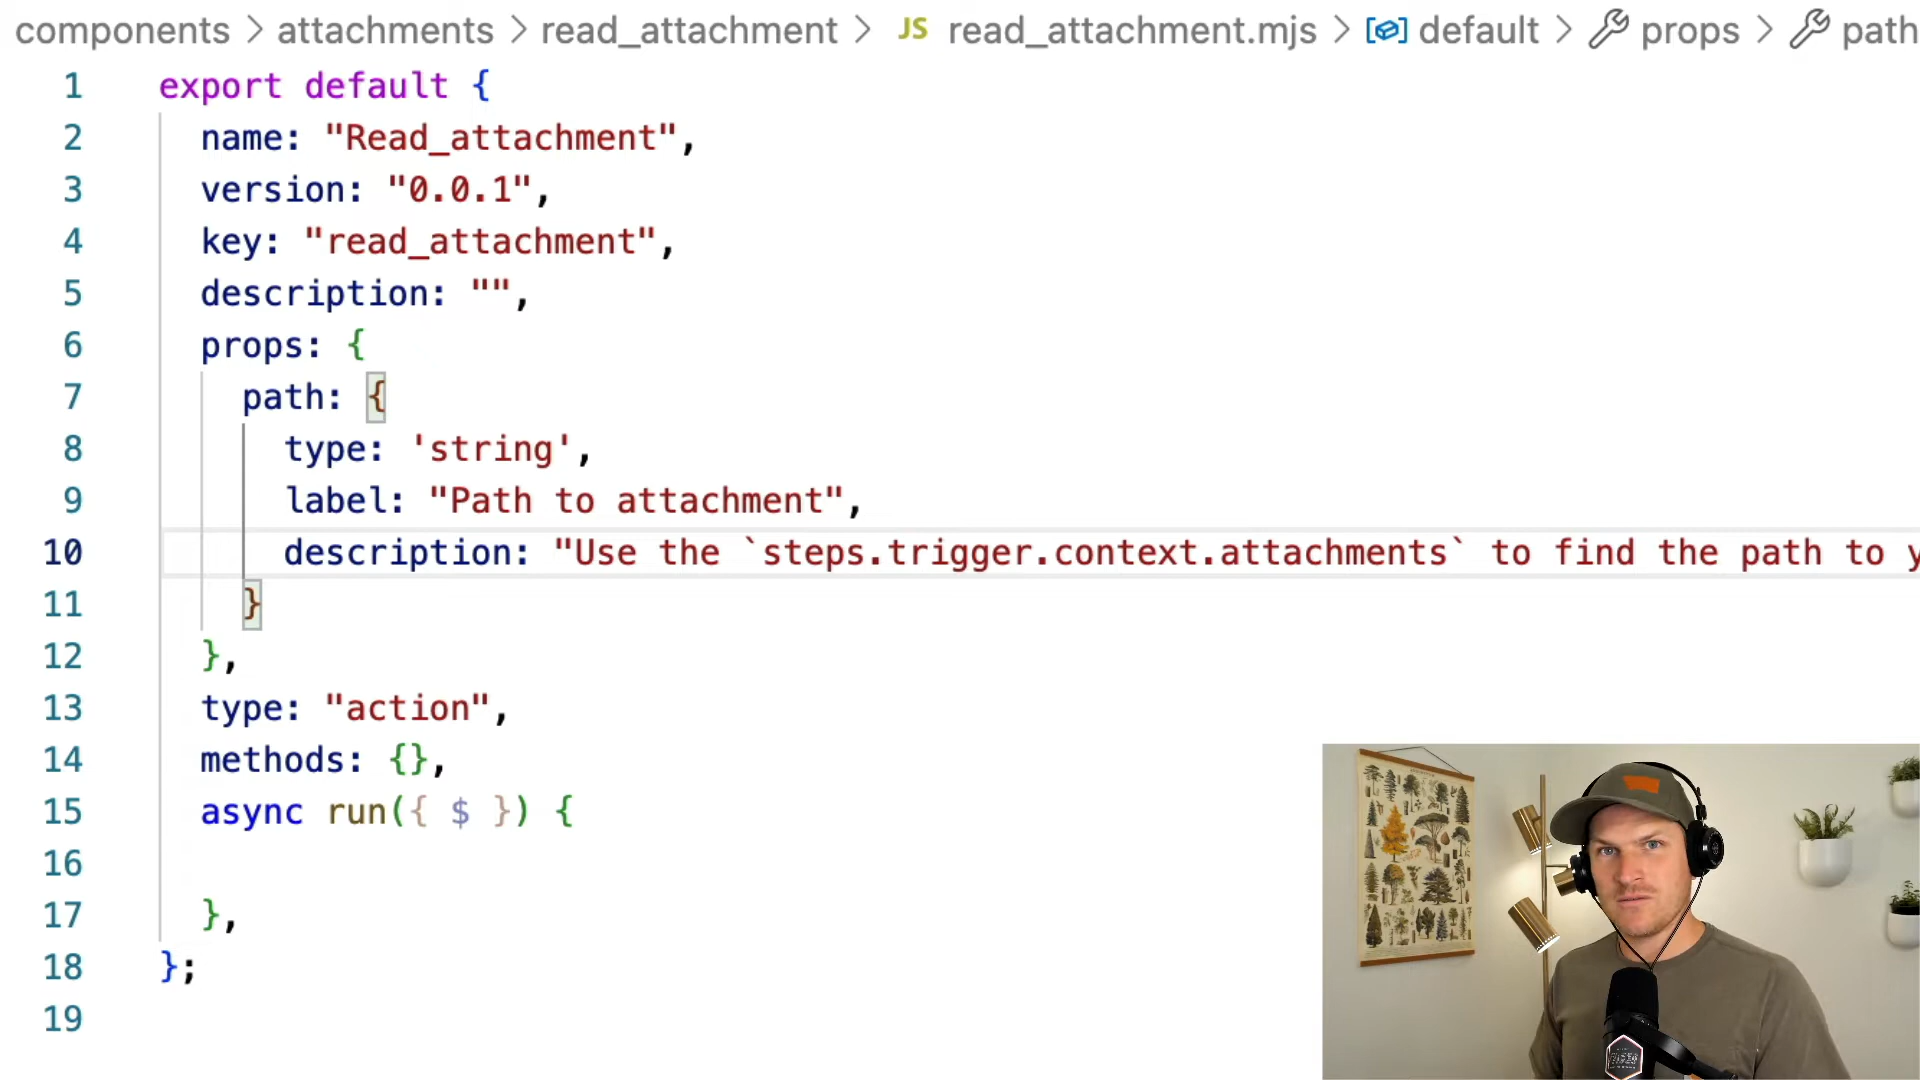 components > attachments > read_attachment > JS read_attachment.mjs > default > props > path
1 export default {
2 name: "Read_attachment",
3 version: "0.0.1",
4 key: "read_attachment",
5 description: "",
6 props: {
7 path: {
8 type: 'string',
9 label: "Path to attachment",
10 description: "Use the `steps.trigger.context.attachments` to find the path to y
11 }
12 },
13 type: "action",
14 methods: {},
15 async run({ $ }) {
16
17 },
18 };
19